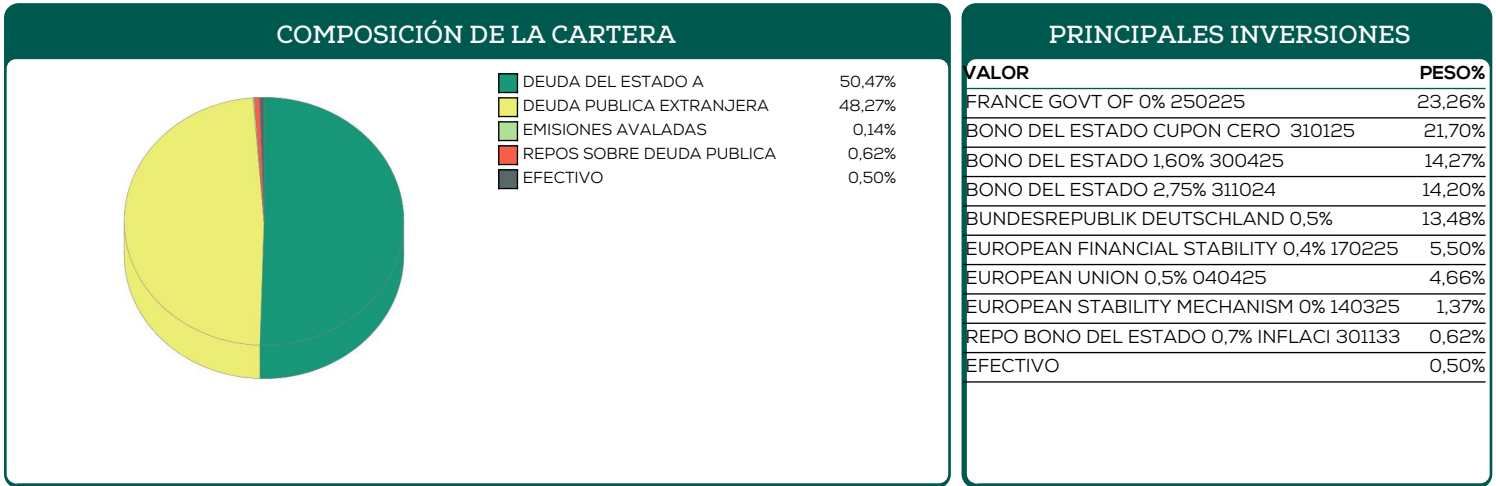 COMPOSICIÓN DE LA CARTERA
DEUDA DEL ESTADO A 50,47%
DEUDA PUBLICA EXTRANJERA 48,27%
EMISIONES AVALADAS 0,14%
REPOS SOBRE DEUDA PUBLICA 0,62%
EFECTIVO 0,50%
PRINCIPALES INVERSIONES
VALOR PESO%
FRANCE GOVT OF 0% 250225 23,26%
BONO DEL ESTADO CUPON CERO 310125 21,70%
BONO DEL ESTADO 1,60% 300425 14,27%
BONO DEL ESTADO 2,75% 311024 14,20%
BUNDESREPUBLIK DEUTSCHLAND 0,5% 13,48%
EUROPEAN FINANCIAL STABILITY 0,4% 170225 5,50%
EUROPEAN UNION 0,5% 040425 4,66%
EUROPEAN STABILITY MECHANISM 0% 140325 1,37%
REPO BONO DEL ESTADO 0,7% INFLACI 301133 0,62%
EFECTIVO 0,50%